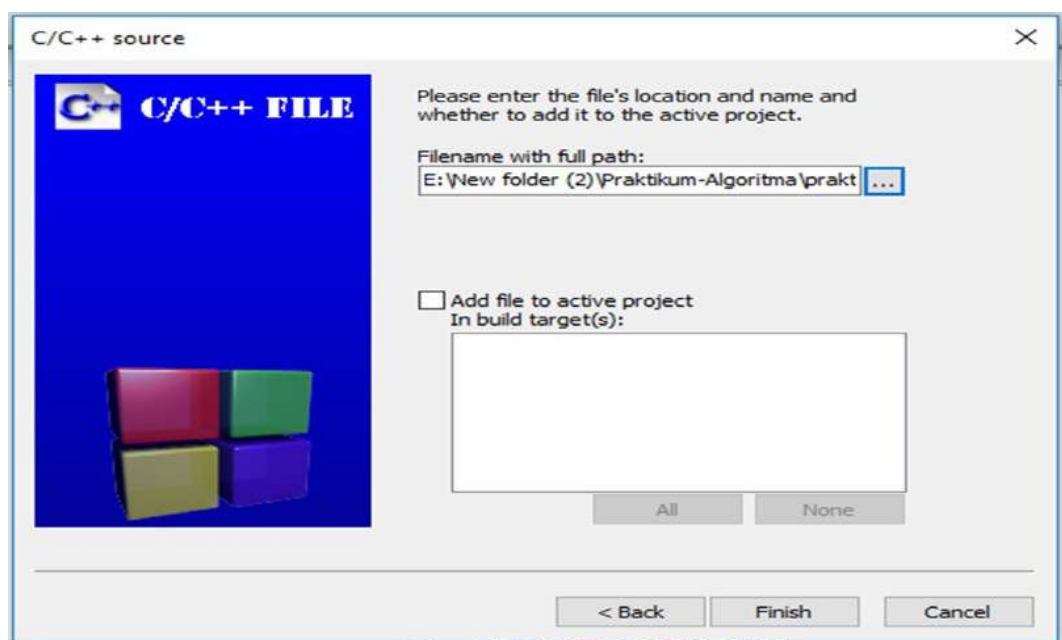 C/C++ source
C++ C/C++ FILE
Please enter the file's location and name and
whether to add it to the active project.
Filename with full path:
E:\New folder (2)\Praktikum-Algoritma\prakt ...
Add file to active project
In build target(s):
All None
< Back Finish Cancel